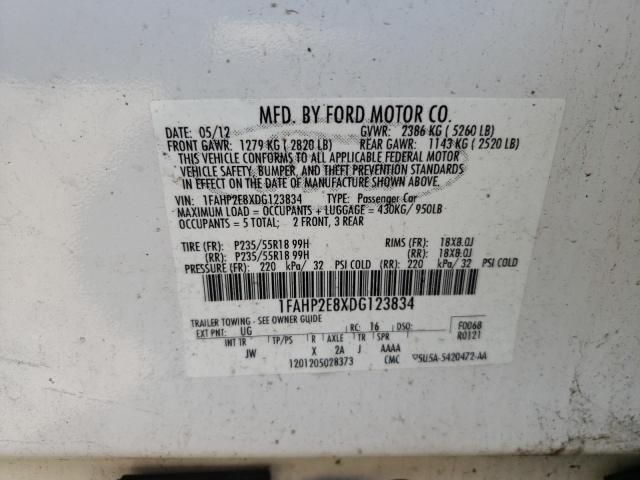 MFD. BY FORD MOTOR CO.
DATE: 05/12 GVWR: 2386 KG ( 5260 LB)
FRONT GAWR: 1279 KG ( 2820 LB) REAR GAWR: 1143 KG ( 2520 LB)
THIS VEHICLE CONFORMS TO ALL APPLICABLE FEDERAL MOTOR
VEHICLE SAFETY, BUMPER, AND THEFT PREVENTION STANDARDS
IN EFFECT ON THE DATE OF MANUFACTURE SHOWN ABOVE.
VIN: 1FAHP2E8XDG123834 TYPE: Passenger Car
MAXIMUM LOAD = OCCUPANTS + LUGGAGE = 430KG/ 950LB
OCCUPANTS = 5 TOTAL; 2 FRONT, 3 REAR
TIRE (FR): P235/55R18 99H RIMS (FR): 18X8.0J
(RR): P235/55R18 99H (RR): 18X8.0J
PRESSURE (FR): 220 kPa/ 32 PSI COLD (RR): 220 kPa/ 32 PSI COLD
1FAHP2E8XDG123834
TRAILER TOWING - SEE OWNER GUIDE
EXT PNT: UG RC: 16 DSO: F0068
R0121
INT TR TP/PS R AXLE TR SPR
JW X 2A J AAAA
1201205028373 CMC 5U5A-5420472-AA